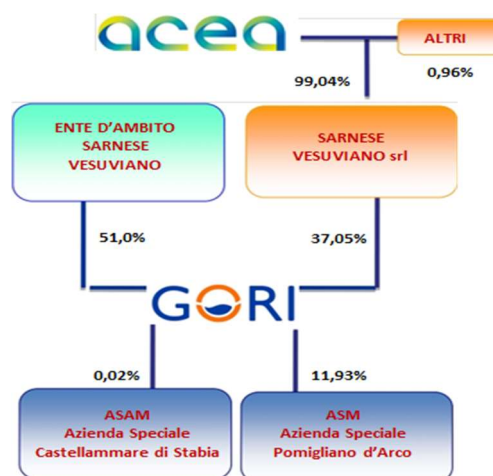 acea
ALTRI
99,04%
0,96%
ENTE D'AMBITO
SARNESE
VESUVIANO
SARNESE
VESUVIANO srl
51,0%
37,05%
GORI
0,02%
11,93%
ASAM
Azienda Speciale
Castellammare di Stabia
ASM
Azienda Speciale
Pomigliano d'Arco